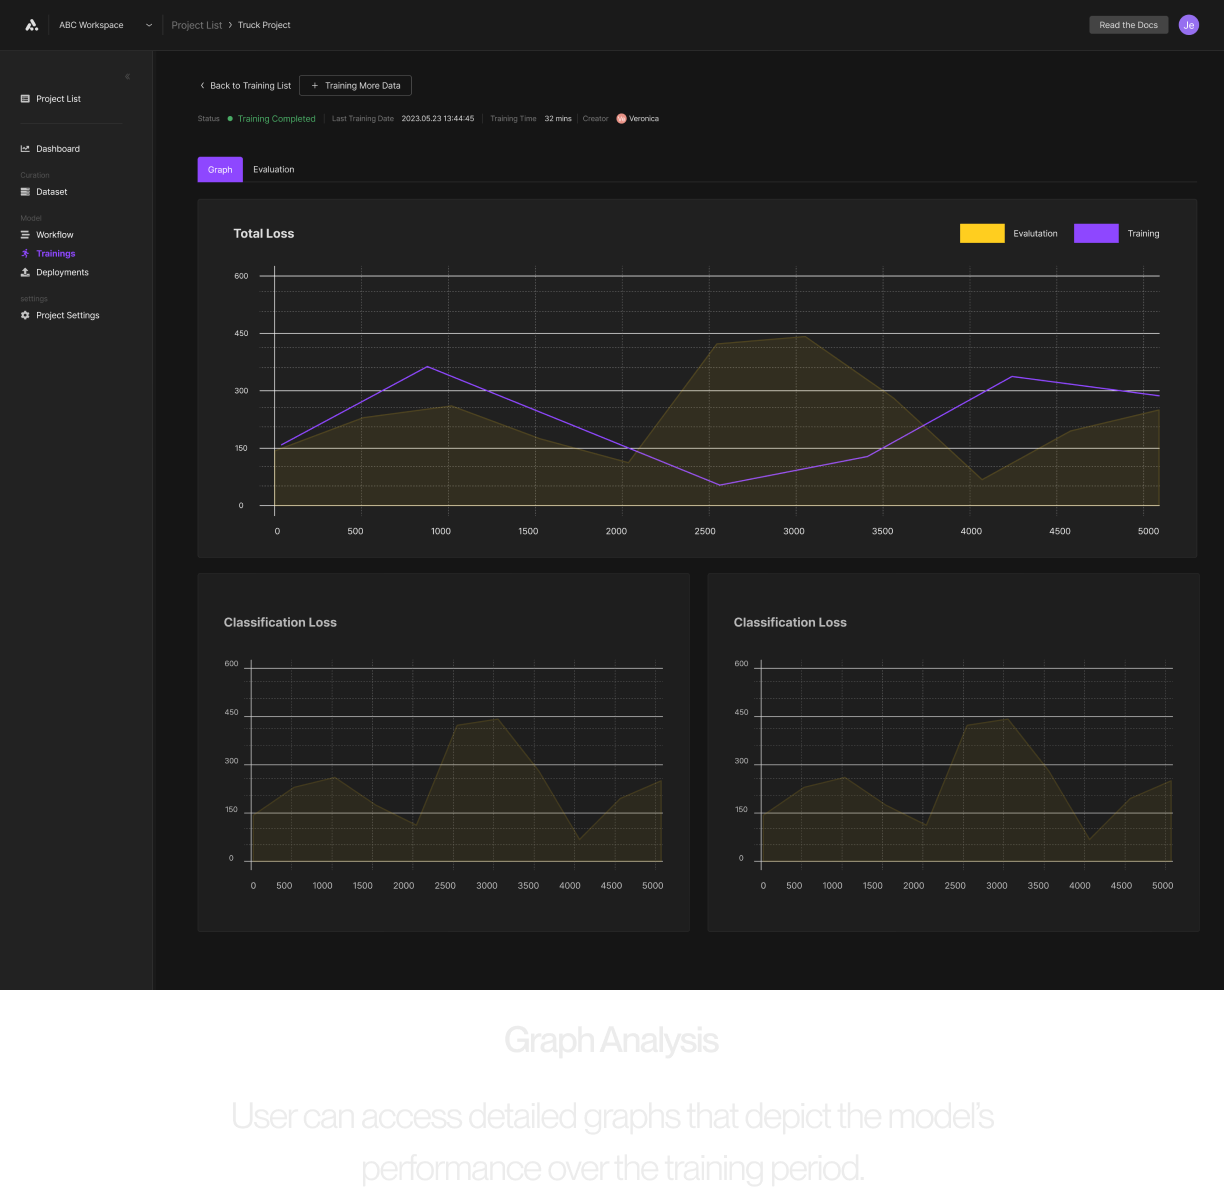 ABC Workspace
Project List > Truck Project
Read the Docs
Je
«
Project List
Dashboard
Curation
Dataset
Model
Workflow
Trainings
Deployments
settings
Project Settings
Back to Training List
+ Training More Data
Status Training Completed Last Training Date 2023.05.23 13:44:45 Training Time 32 mins Creator Ve Veronica
Graph Evaluation
Total Loss
Evalutation Training
600
450
300
150
0
0 500 1000 1500 2000 2500 3000 3500 4000 4500 5000
Classification Loss
600
450
300
150
0
0 500 1000 1500 2000 2500 3000 3500 4000 4500 5000
Classification Loss
600
450
300
150
0
0 500 1000 1500 2000 2500 3000 3500 4000 4500 5000
Graph Analysis
User can access detailed graphs that depict the model's
performance over the training period.